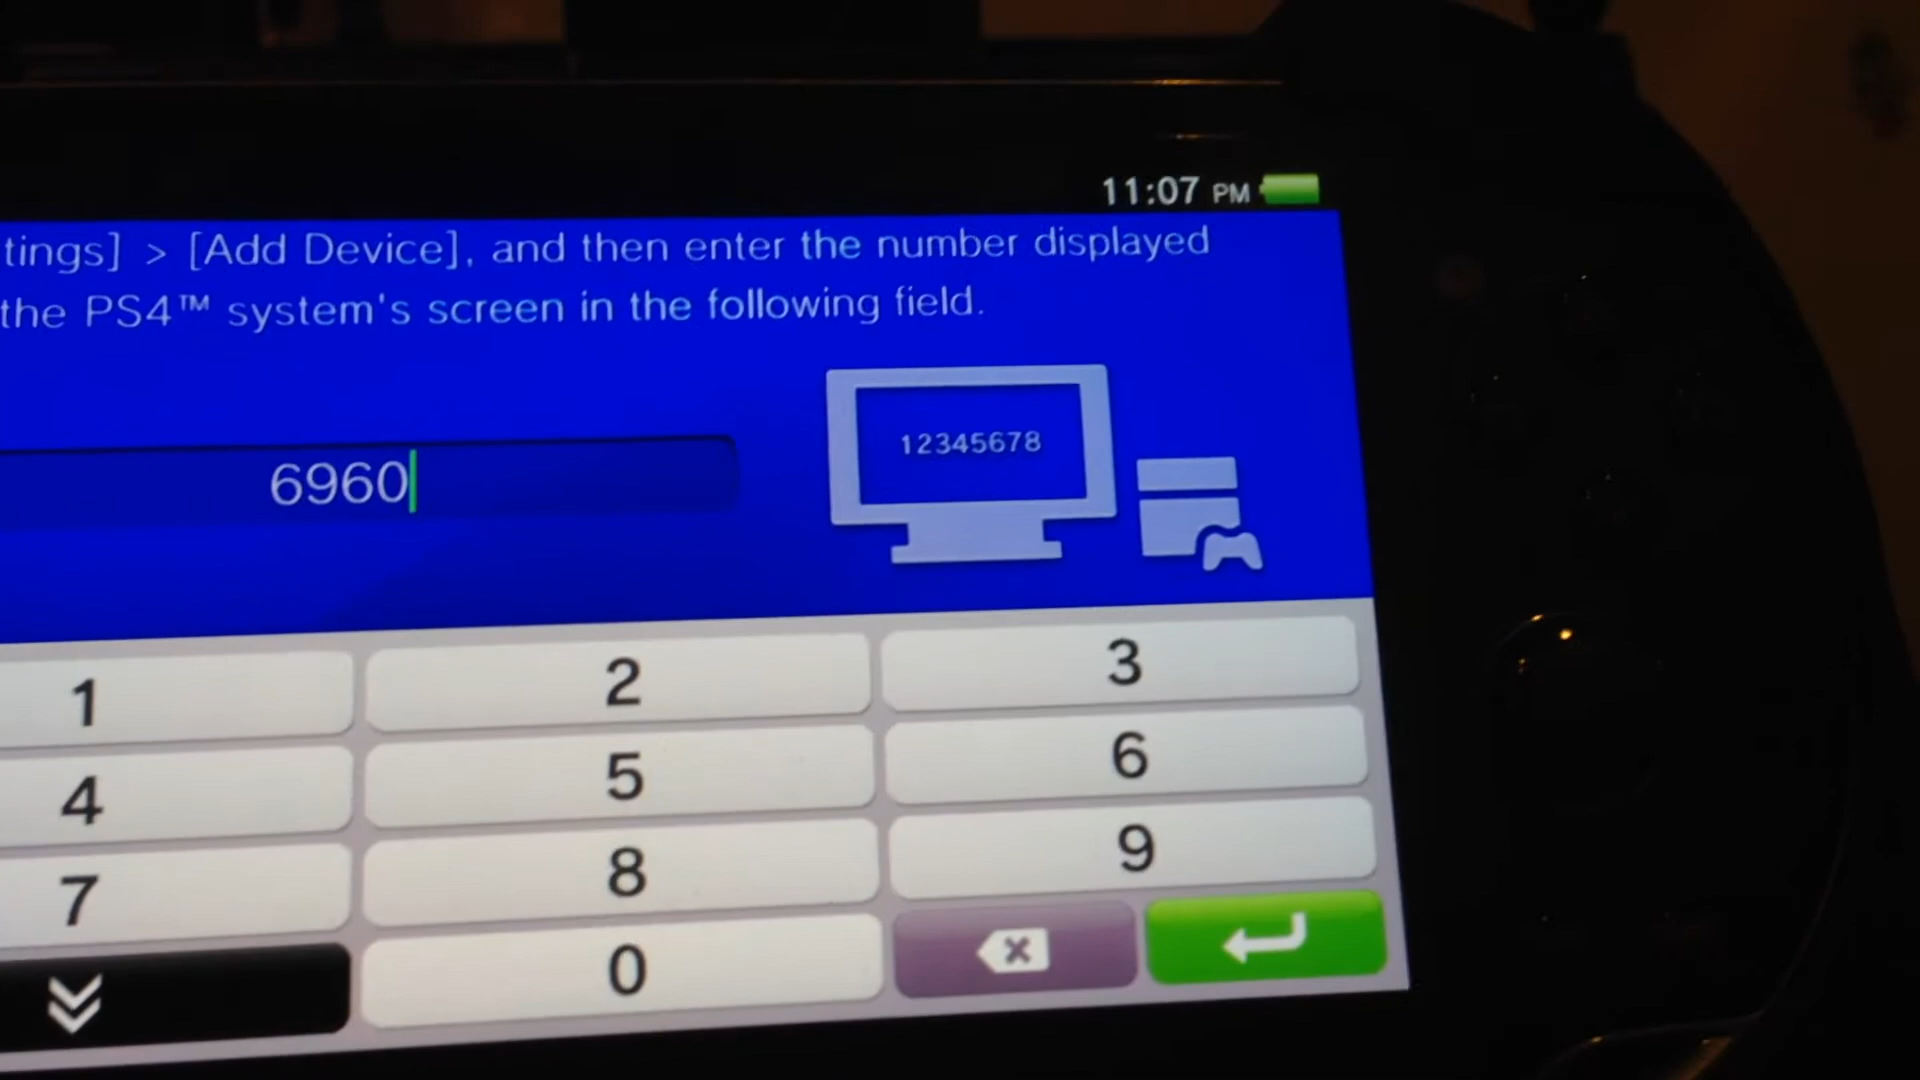 11:07 PM
tings] > [Add Device], and then enter the number displayed
the PS4™ system's screen in the following field.
12345678
6960
1 2 3
4 5 6
7 8 9
0